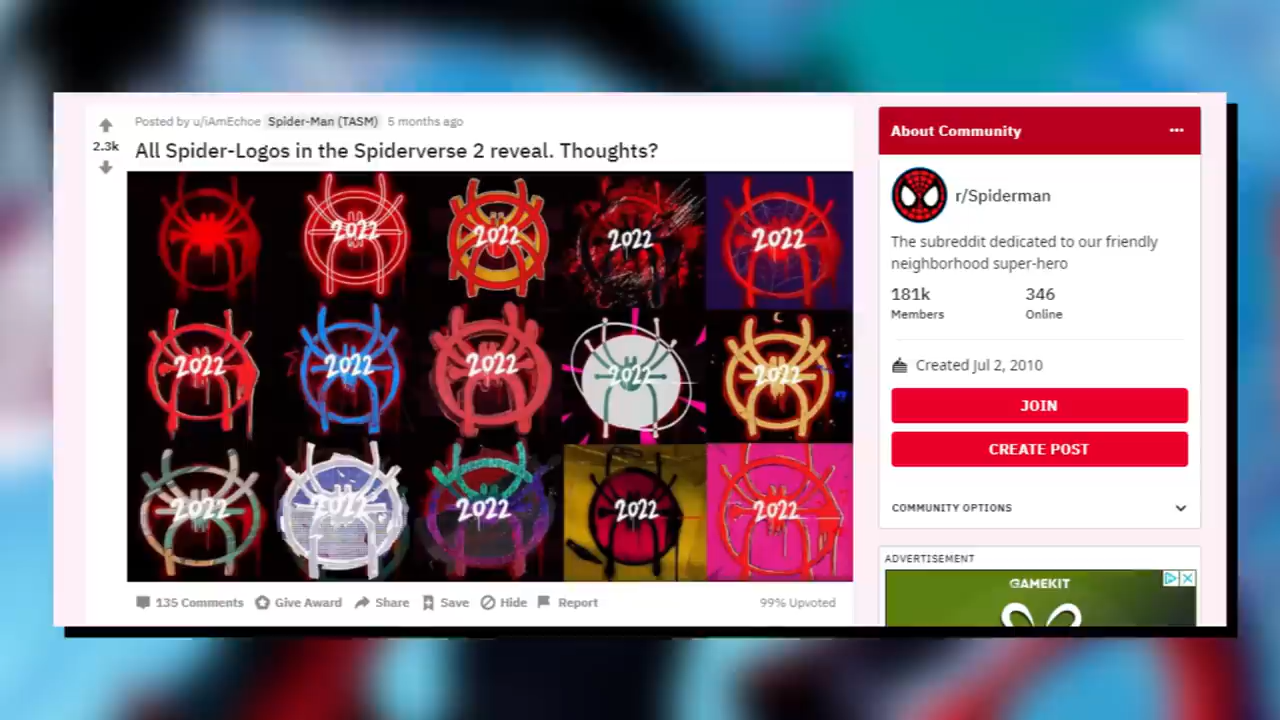 Posted by u/iAmEchoe Spider-Man (TASM) 5 months ago
2.3k
All Spider-Logos in the Spiderverse 2 reveal. Thoughts?
2022 2022 2022 2022
2022 2022 2022 2022 2022
2022 2022 2022 2022 2022
135 Comments Give Award Share Save Hide Report 99% Upvoted
About Community
r/Spiderman
The subreddit dedicated to our friendly
neighborhood super-hero
181k 346
Members Online
Created Jul 2, 2010
JOIN
CREATE POST
COMMUNITY OPTIONS
ADVERTISEMENT
GAMEKIT